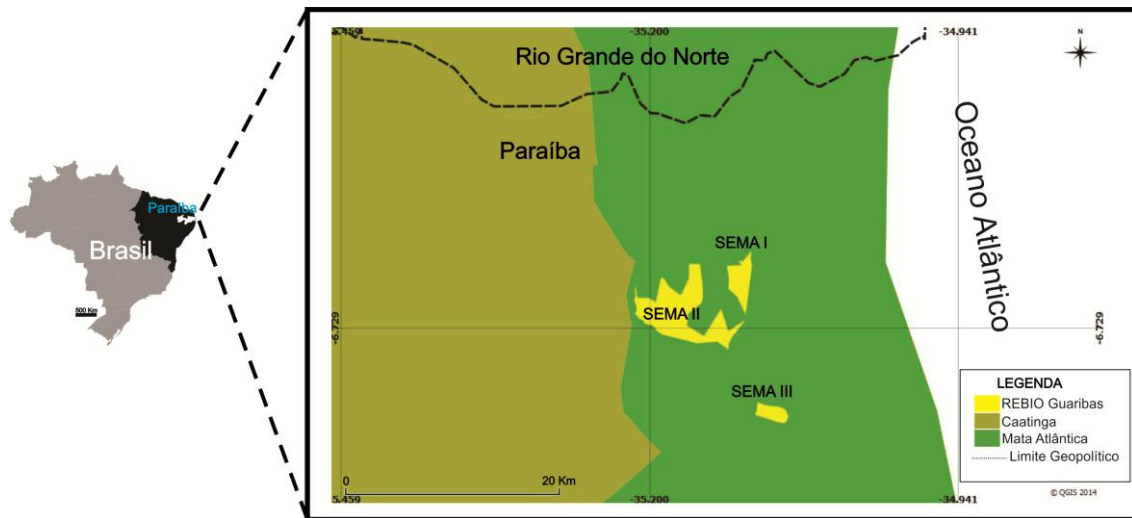 Paraíba
Brasil
500 Km
5.459
-35.200
-34.941
N
Rio Grande do Norte
Paraíba
Oceano Atlântico
SEMA I
SEMA II
-6.729
-6.729
SEMA III
LEGENDA
REBIO Guaribas
Caatinga
Mata Atlântica
Limite Geopolítico
0
20 Km
5.459
-35.200
-34.941
© QGIS 2014